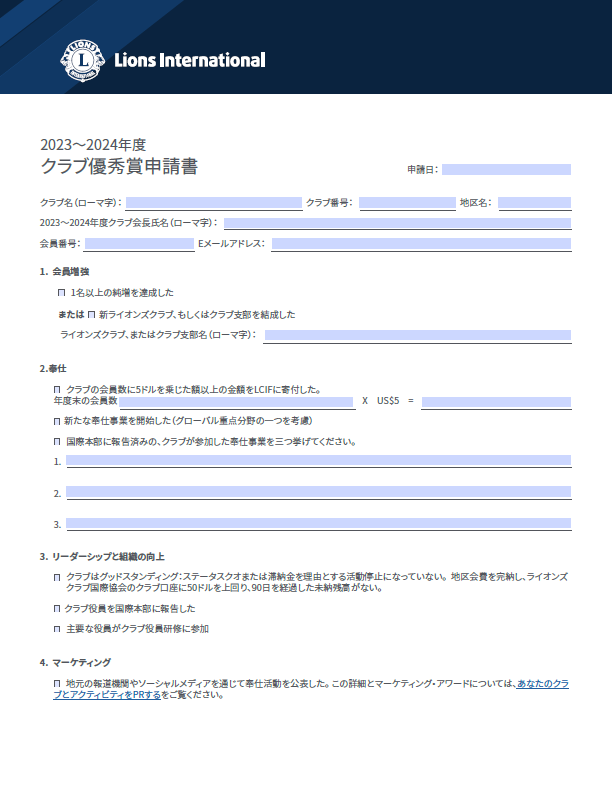 LIONS
L
INTERNATIONAL
Lions International
2023～2024年度
クラブ優秀賞申請書
申請日：
クラブ名（ローマ字）： クラブ番号： 地区名：
2023～2024年度クラブ会長氏名（ローマ字）：
会員番号： Eメールアドレス：
1. 会員増強
1名以上の純増を達成した
または 新ライオンズクラブ、もしくはクラブ支部を結成した
ライオンズクラブ、またはクラブ支部名（ローマ字）：
2.奉仕
クラブの会員数に5ドルを乗じた額以上の金額をLCIFに寄付した。
年度末の会員数 X US$5 =
新たな奉仕事業を開始した（グローバル重点分野の一つを考慮）
国際本部に報告済みの、クラブが参加した奉仕事業を三つ挙げてください。
1.
2.
3.
3. リーダーシップと組織の向上
クラブはグッドスタンディング：ステータスクオまたは滞納金を理由とする活動停止になっていない。 地区会費を完納し、ライオンズ
クラブ国際協会のクラブ口座に50ドルを上回り、90日を経過した未納残高がない。
クラブ役員を国際本部に報告した
主要な役員がクラブ役員研修に参加
4. マーケティング
地元の報道機関やソーシャルメディアを通じて奉仕活動を公表した。 この詳細とマーケティング・アワードについては、あなたのクラ
ブとアクティビティをPRするをご覧ください。